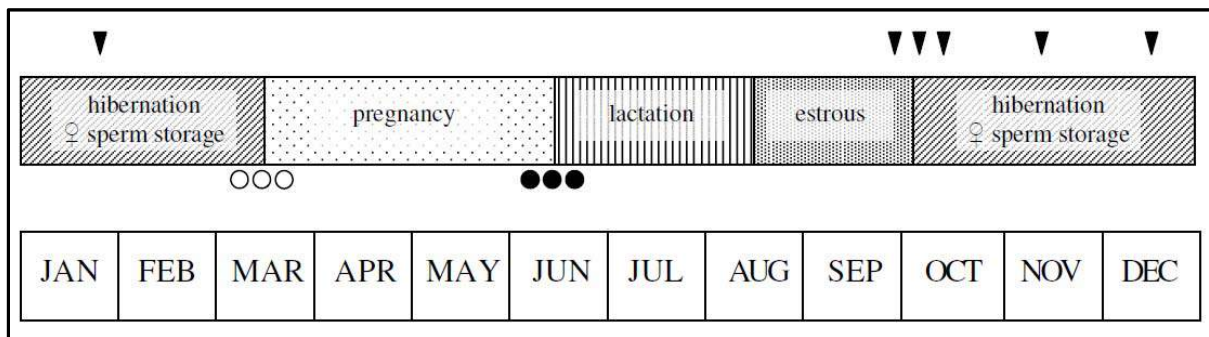 hibernation
♀ sperm storage
pregnancy
lactation
estrous
hibernation
♀ sperm storage
JAN FEB MAR APR MAY JUN JUL AUG SEP OCT NOV DEC